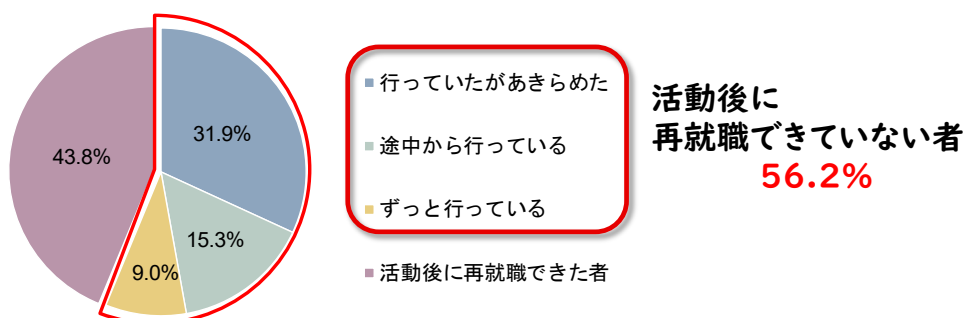 31.9%
43.8%
15.3%
9.0%
行っていたがあきらめた
途中から行っている
ずっと行っている
活動後に再就職できた者
活動後に
再就職できていない者
56.2%